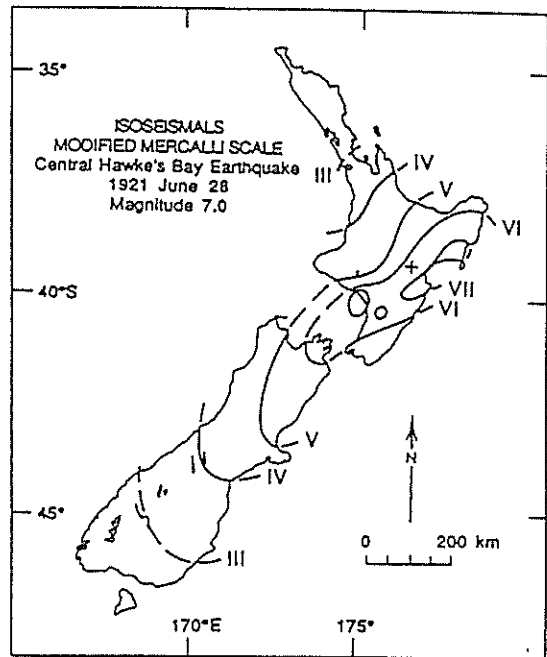 35°
ISOSEISMALS
MODIFIED MERCALLI SCALE
Central Hawke's Bay Earthquake
1921 June 28
Magnitude 7.0
III
IV
V
VI
40°S
VII
VI
V
IV
III
45°
N
0 200 km
170°E
175°